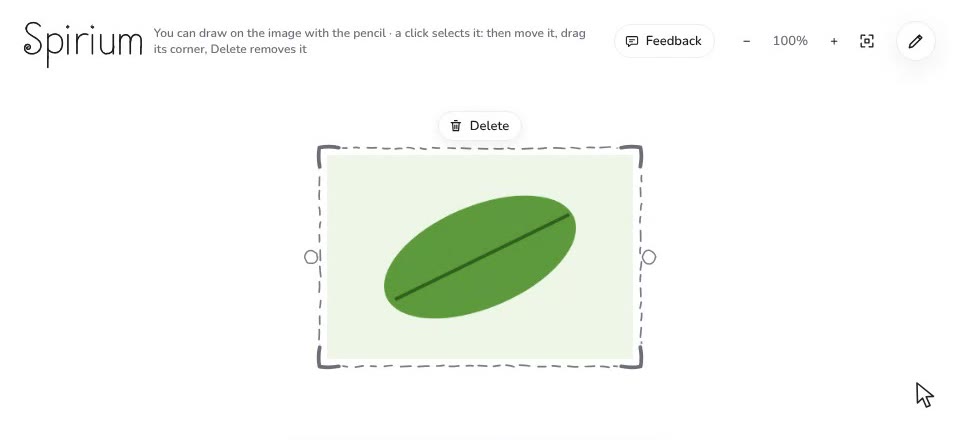 Spirium
You can draw on the image with the pencil · a click selects it: then move it, drag
its corner, Delete removes it
Feedback
− 100% +
Delete